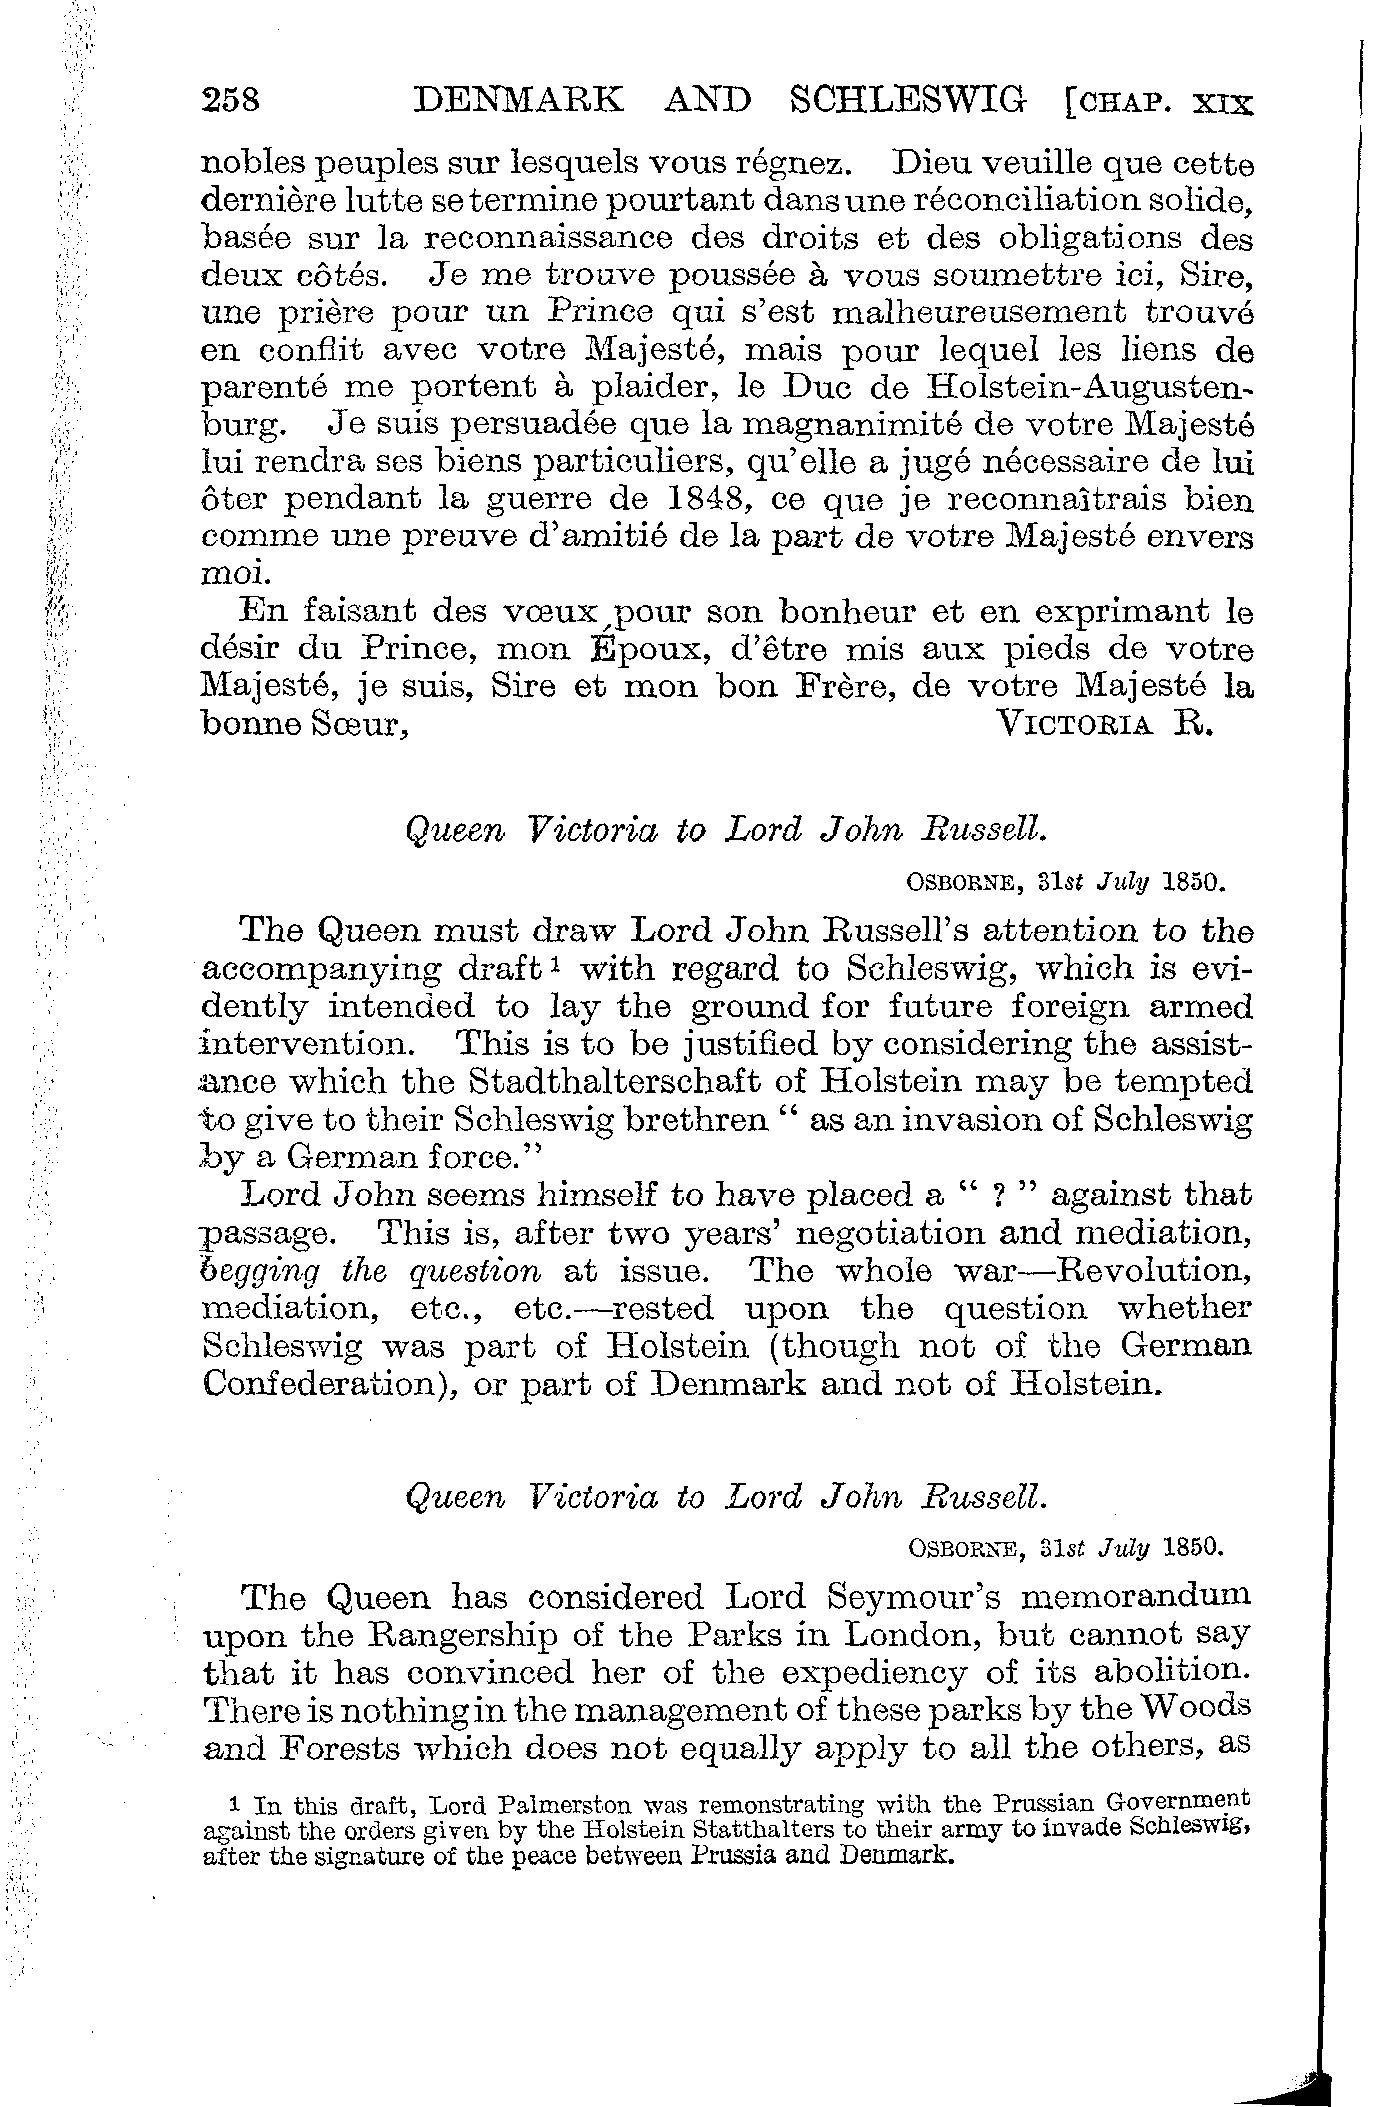 258 DENMARK AND SCHLESWIG [CHAP. XIX
nobles peuples sur lesquels vous régnez. Dieu veuille que cette
dernière lutte se termine pourtant dans une réconciliation solide,
basée sur la reconnaissance des droits et des obligations des
deux côtés. Je me trouve poussée à vous soumettre ici, Sire,
une prière pour un Prince qui s'est malheureusement trouvé
en conflit avec votre Majesté, mais pour lequel les liens de
parenté me portent à plaider, le Duc de Holstein-Augusten-
burg. Je suis persuadée que la magnanimité de votre Majesté
lui rendra ses biens particuliers, qu'elle a jugé nécessaire de lui
ôter pendant la guerre de 1848, ce que je reconnaîtrais bien
comme une preuve d'amitié de la part de votre Majesté envers
moi.
En faisant des vœux pour son bonheur et en exprimant le
désir du Prince, mon Époux, d'être mis aux pieds de votre
Majesté, je suis, Sire et mon bon Frère, de votre Majesté la
bonne Sœur, VICTORIA R.
Queen Victoria to Lord John Russell.
OSBORNE, 31st July 1850.
The Queen must draw Lord John Russell's attention to the
accompanying draft¹ with regard to Schleswig, which is evi-
dently intended to lay the ground for future foreign armed
intervention. This is to be justified by considering the assist-
ance which the Stadthalterschaft of Holstein may be tempted
to give to their Schleswig brethren “ as an invasion of Schleswig
by a German force.”
Lord John seems himself to have placed a “ ? ” against that
passage. This is, after two years' negotiation and mediation,
begging the question at issue. The whole war—Revolution,
mediation, etc., etc.—rested upon the question whether
Schleswig was part of Holstein (though not of the German
Confederation), or part of Denmark and not of Holstein.
Queen Victoria to Lord John Russell.
OSBORNE, 31st July 1850.
The Queen has considered Lord Seymour's memorandum
upon the Rangership of the Parks in London, but cannot say
that it has convinced her of the expediency of its abolition.
There is nothing in the management of these parks by the Woods
and Forests which does not equally apply to all the others, as
1 In this draft, Lord Palmerston was remonstrating with the Prussian Government
against the orders given by the Holstein Statthalters to their army to invade Schleswig,
after the signature of the peace between Prussia and Denmark.